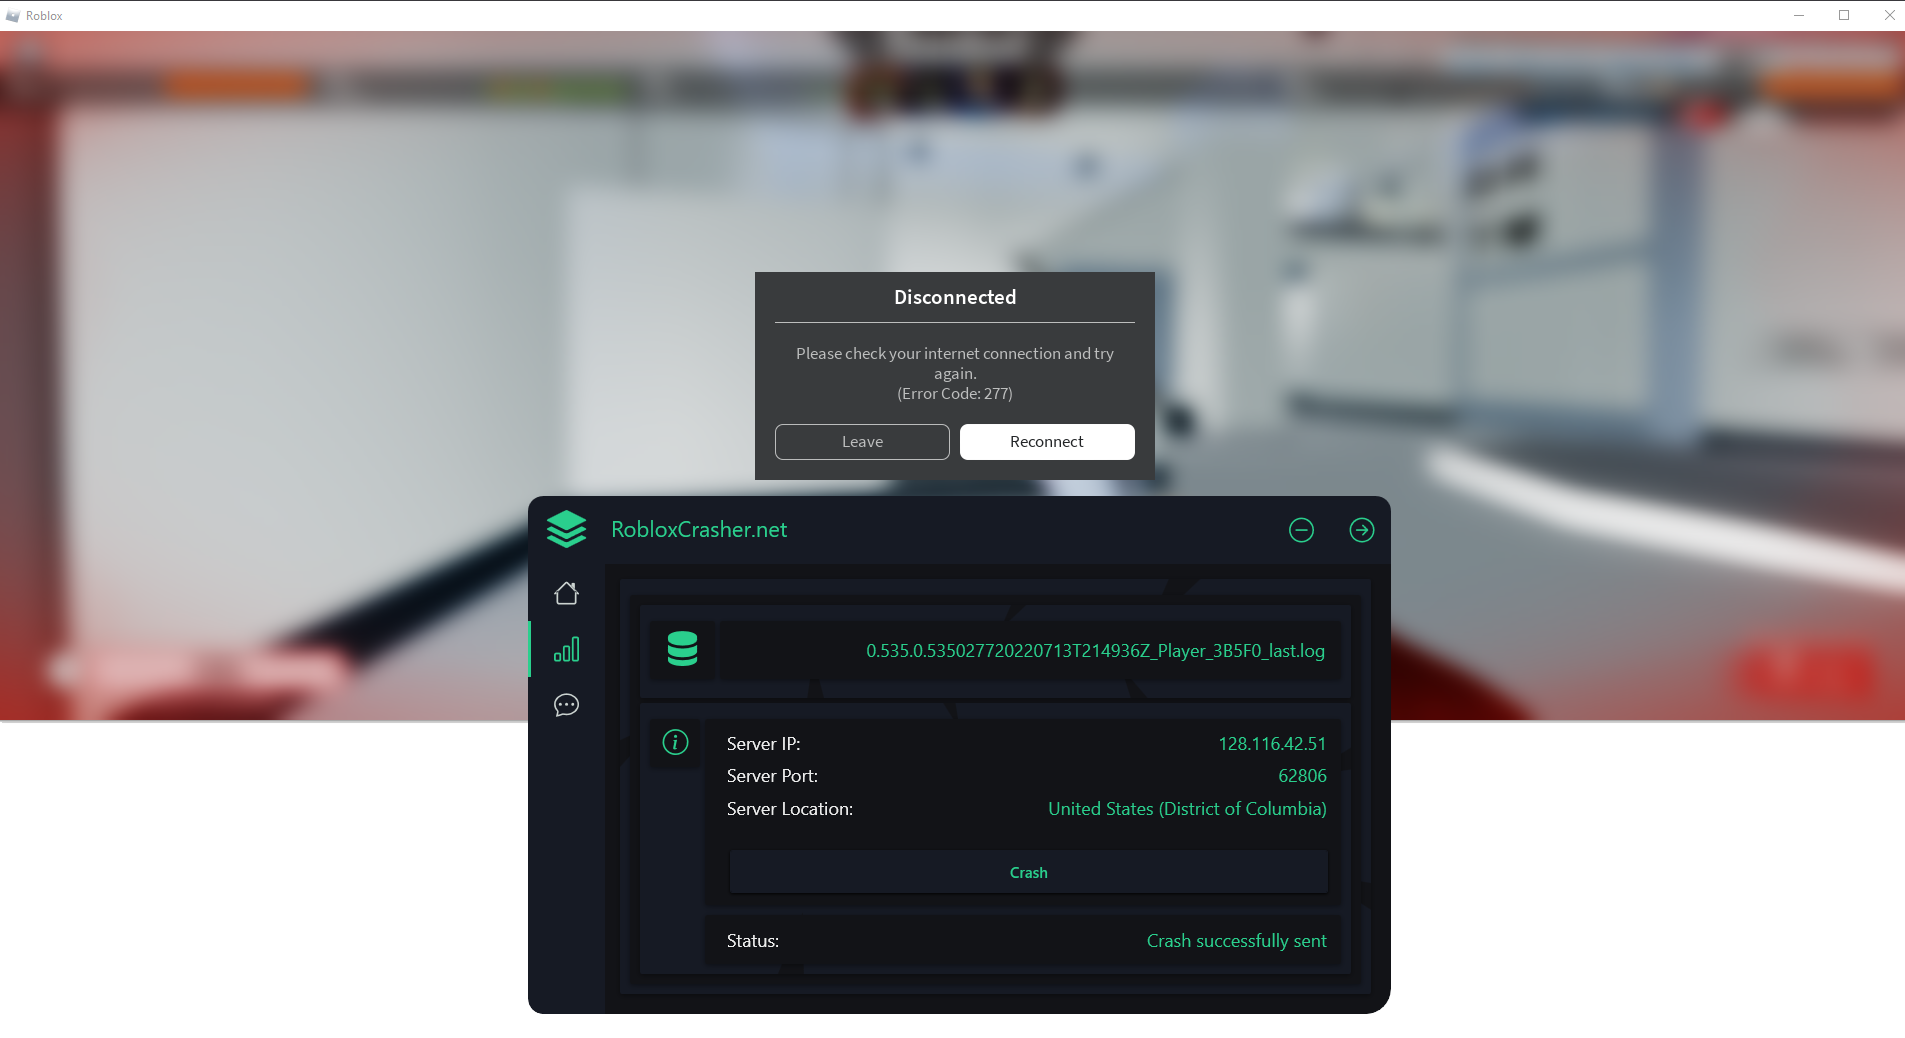 Roblox
Disconnected
Please check your internet connection and try
again.
(Error Code: 277)
Leave
Reconnect
RobloxCrasher.net
0.535.0.535027720220713T214936Z_Player_3B5F0_last.log
Server IP: 128.116.42.51
Server Port: 62806
Server Location: United States (District of Columbia)
Crash
Status: Crash successfully sent